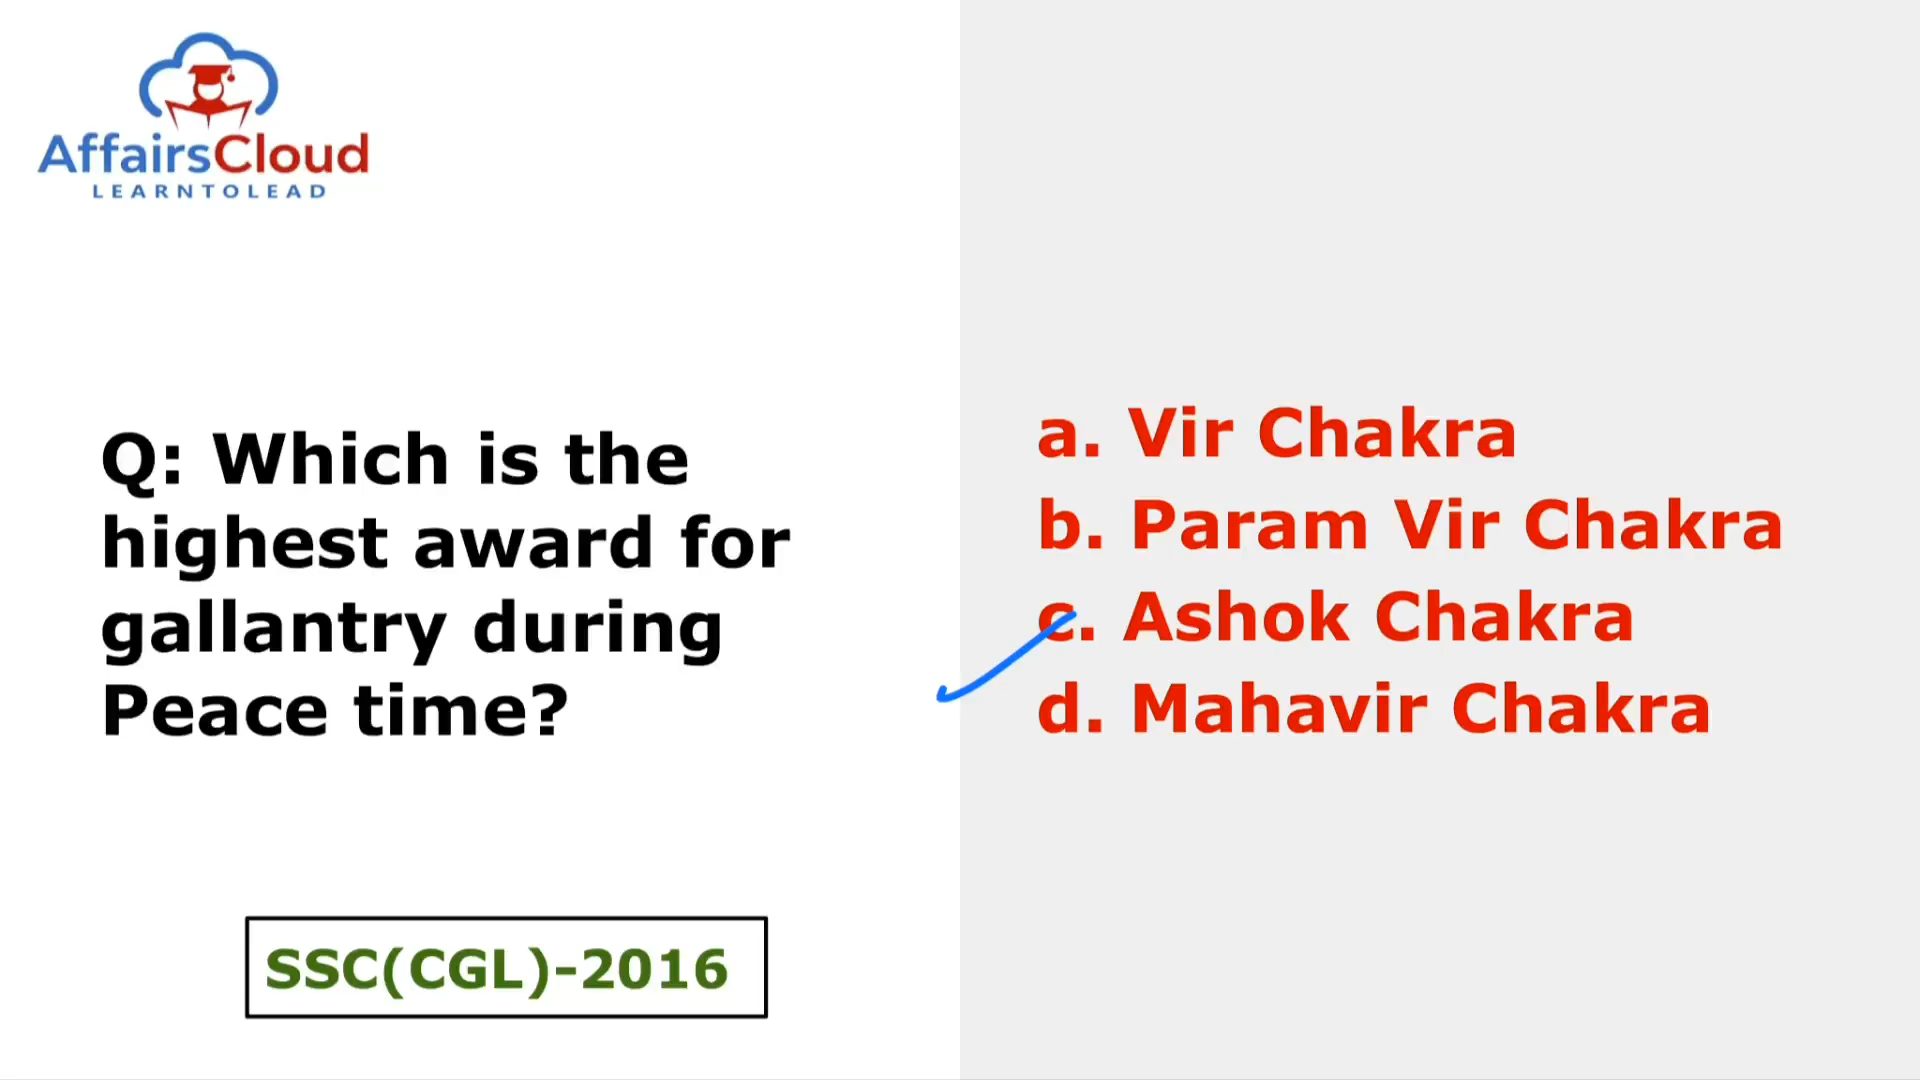 AffairsCloud
LEARNTOLEAD
Q: Which is the
highest award for
gallantry during
Peace time?
SSC(CGL)-2016
a. Vir Chakra
b. Param Vir Chakra
c. Ashok Chakra
d. Mahavir Chakra